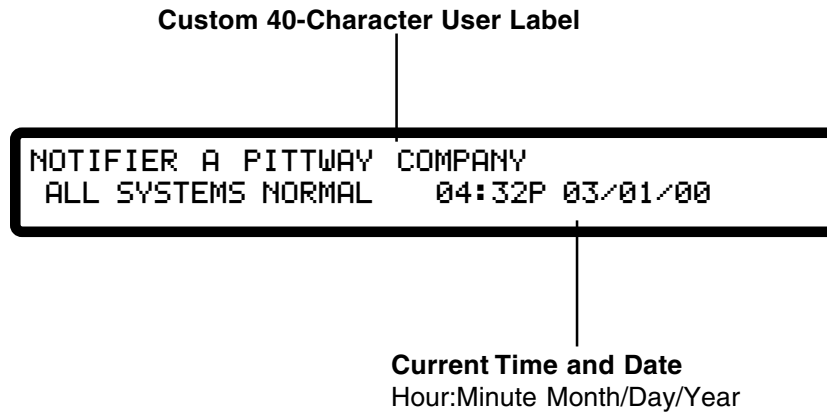 Custom 40-Character User Label
NOTIFIER A PITTWAY COMPANY
ALL SYSTEMS NORMAL 04:32P 03/01/00
Current Time and Date
Hour:Minute Month/Day/Year